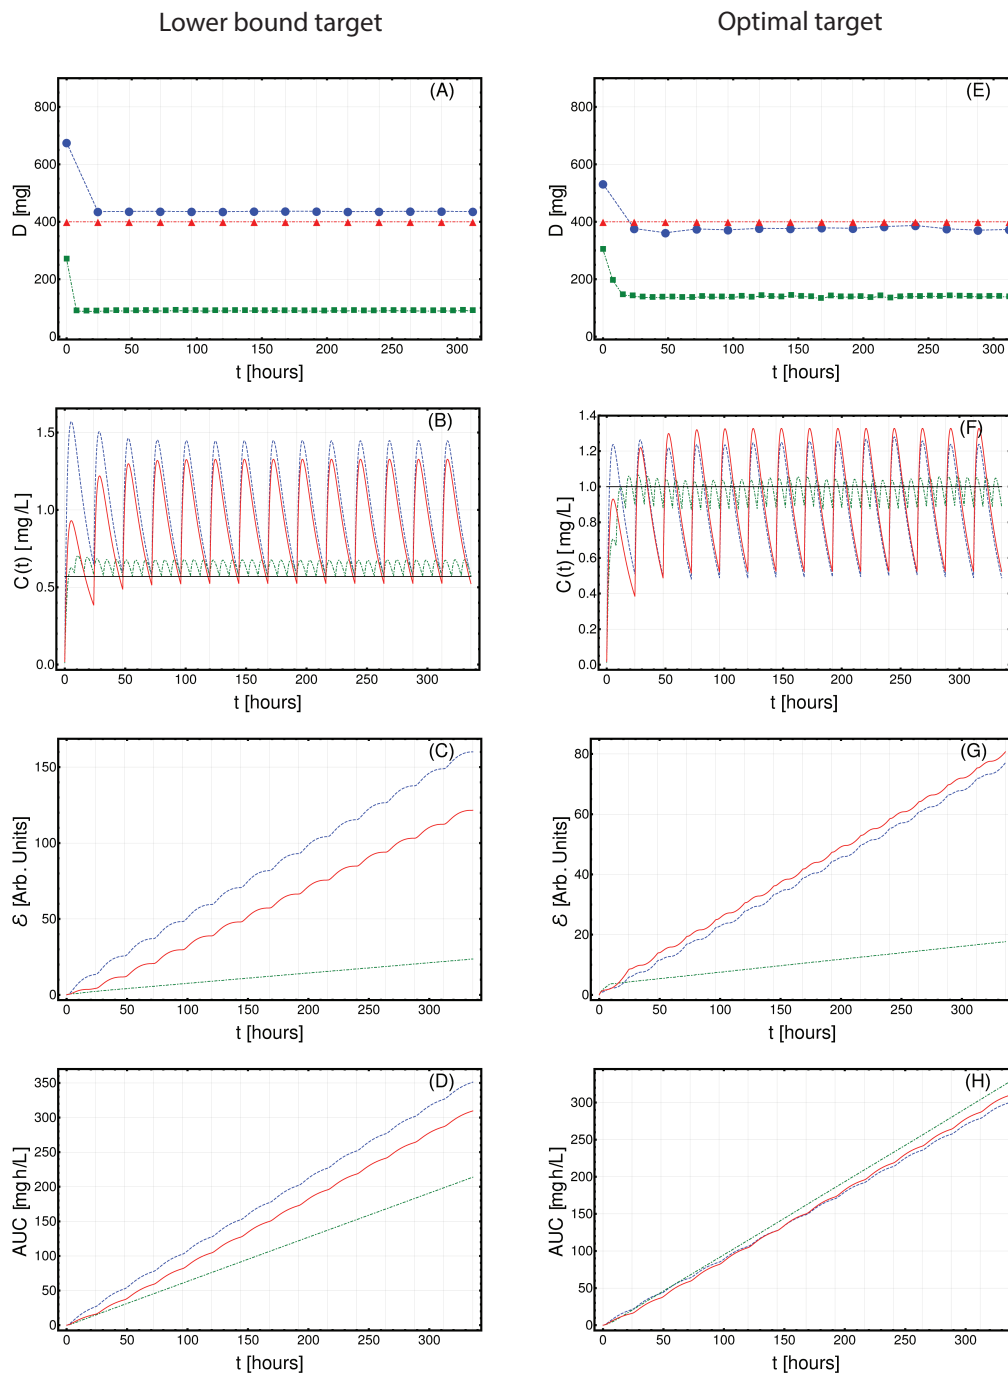 Lower bound target
Optimal target
(A)
800
600
400
200
0
D [mg]
0 50 100 150 200 250 300
t [hours]
(E)
800
600
400
200
0
D [mg]
0 50 100 150 200 250 300
t [hours]
(B)
1.5
1.0
0.5
0.0
C(t) [mg/L]
0 50 100 150 200 250 300
t [hours]
(F)
1.4
1.2
1.0
0.8
0.6
0.4
0.2
0.0
C(t) [mg/L]
0 50 100 150 200 250 300
t [hours]
(C)
150
100
50
0
ℰ [Arb. Units]
0 50 100 150 200 250 300
t [hours]
(G)
80
60
40
20
0
ℰ [Arb. Units]
0 50 100 150 200 250 300
t [hours]
(D)
350
300
250
200
150
100
50
0
AUC [mgh/L]
0 50 100 150 200 250 300
t [hours]
(H)
300
250
200
150
100
50
0
AUC [mgh/L]
0 50 100 150 200 250 300
t [hours]